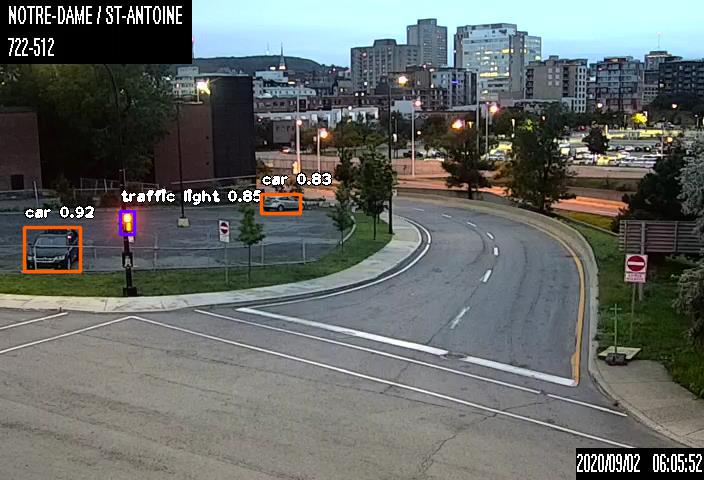 NOTRE-DAME / ST-ANTOINE
722-512
car 0.83
traffic light 0.85
car 0.92
2020/09/02 06:05:52